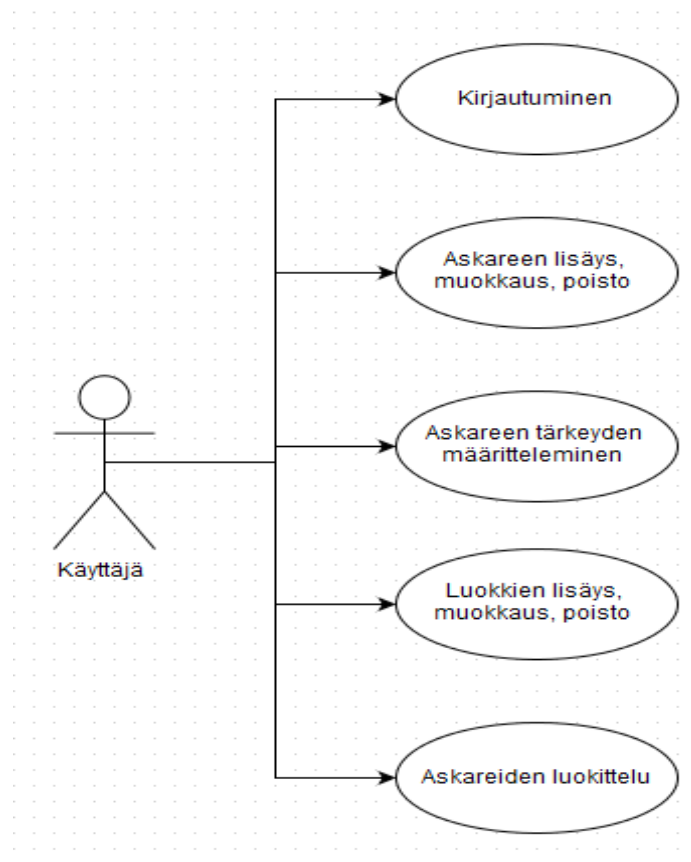 Kirjautuminen
Askareen lisäys,
muokkaus, poisto
Askareen tärkeyden
määritteleminen
Käyttäjä
Luokkien lisäys,
muokkaus, poisto
Askareiden luokittelu